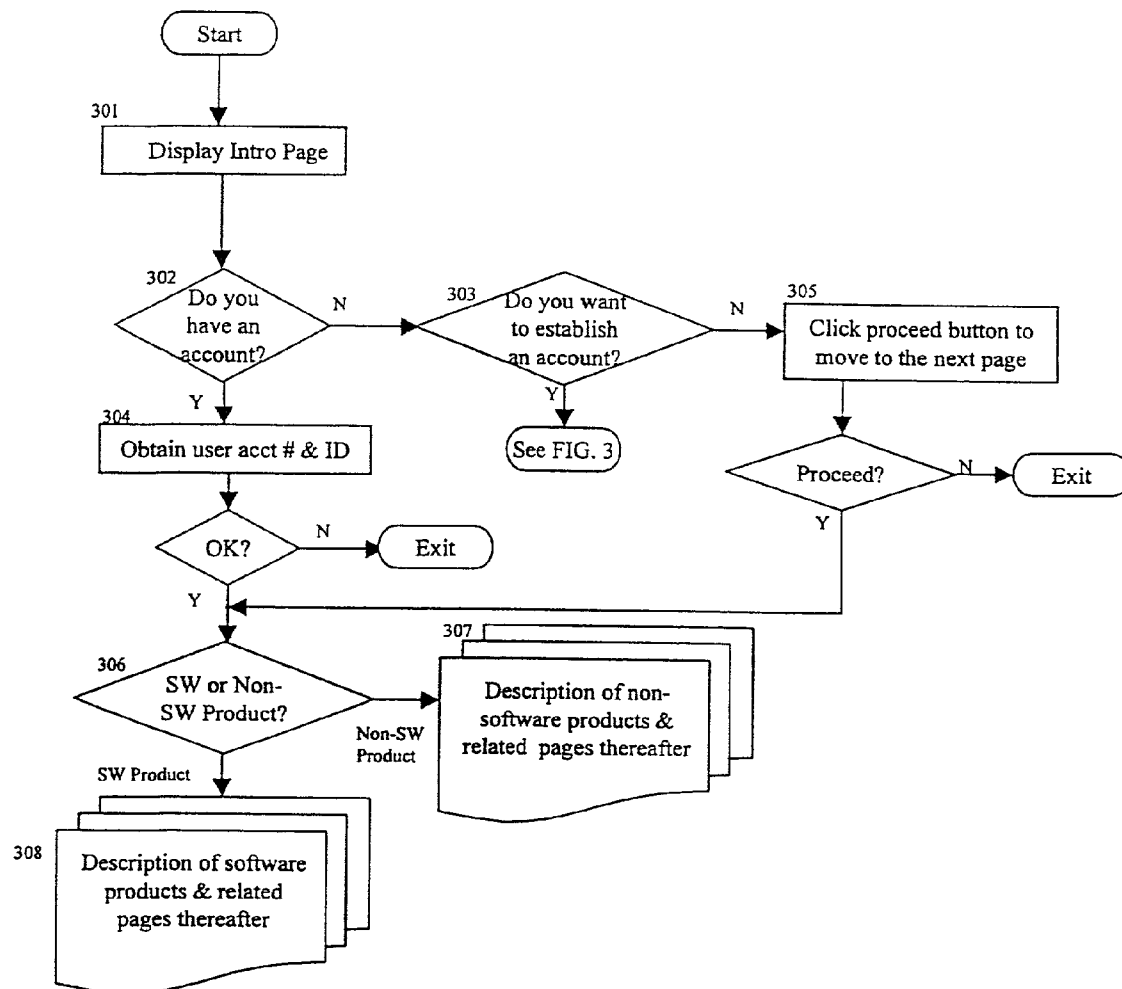 Start
301
Display Intro Page
302
Do you
have an
account?
N
Y
303
Do you want
to establish
an account?
N
Y
305
Click proceed button to
move to the next page
304
Obtain user acct # & ID
See FIG. 3
Proceed?
N
Exit
Y
OK?
N
Exit
Y
306
SW or Non-
SW Product?
Non-SW
Product
SW Product
307
Description of non-
software products &
related pages thereafter
308
Description of software
products & related
pages thereafter